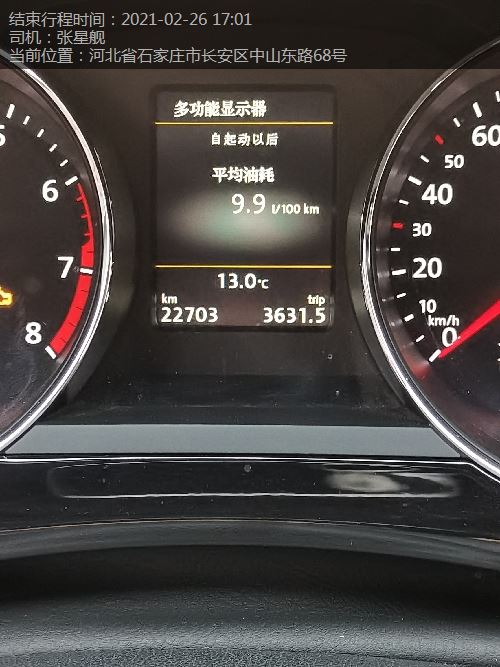 结束行程时间：2021-02-26 17:01
司机：张星舰
当前位置：河北省石家庄市长安区中山东路68号
多功能显示器
自起动以后
平均油耗
9.9 l/100 km
13.0°C
km trip
22703 3631.5
5
6
7
8
60
50
40
30
20
10
km/h
0